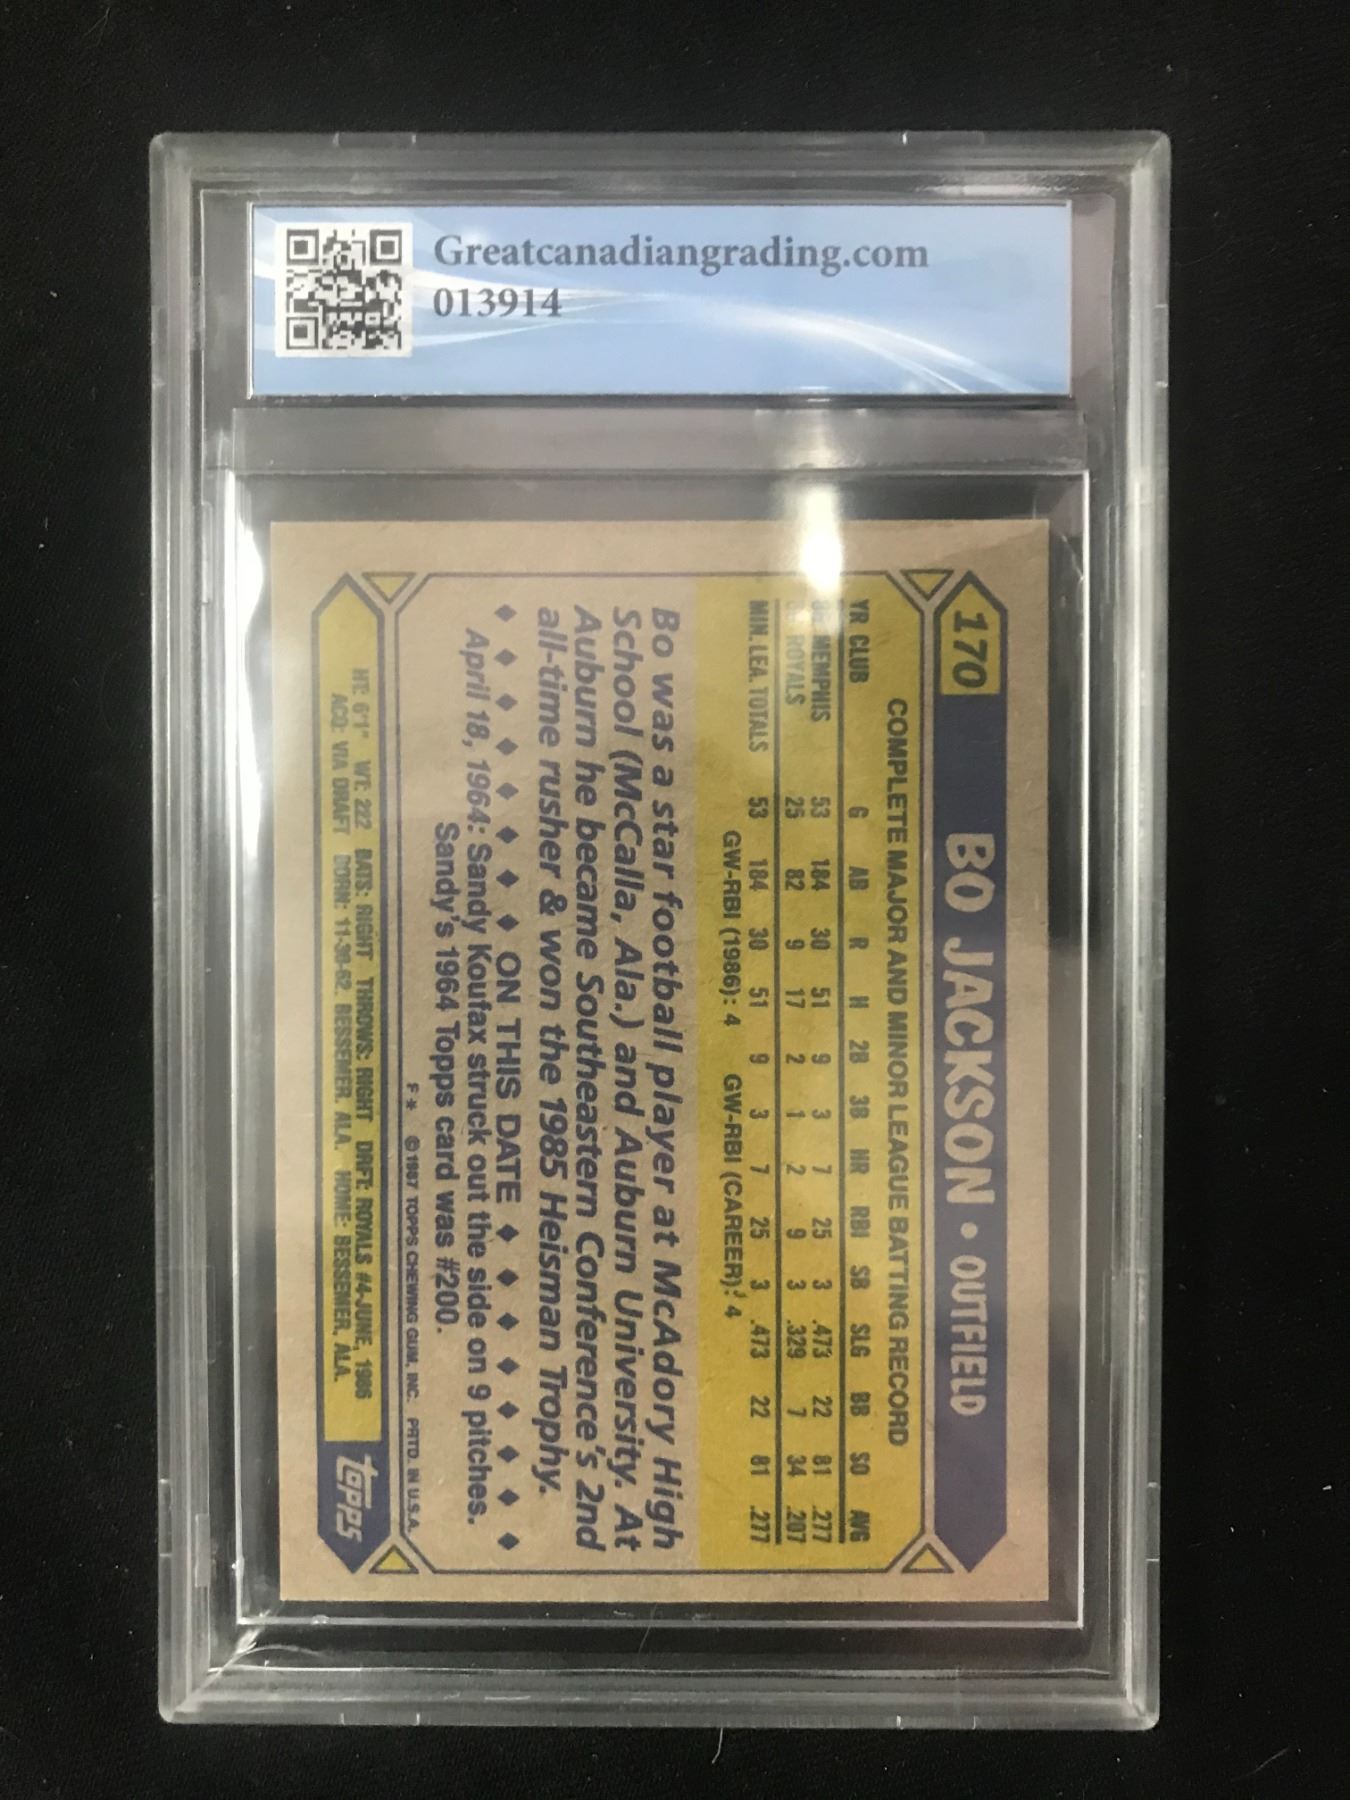 Greatcanadiangrading.com
013914
170 BO JACKSON • OUTFIELD
COMPLETE MAJOR AND MINOR LEAGUE BATTING RECORD
YR CLUB G AB R H 2B 3B HR RBI SB SLG BB SO AVG
MEMPHIS 53 184 30 51 9 3 7 25 3 .473 22 81 .277
ROYALS 25 82 9 17 2 1 2 9 3 .329 7 34 .207
MIN. LEA. TOTALS 53 184 30 51 9 3 7 25 3 .473 22 81 .277
GW-RBI (1986): 4 GW-RBI (CAREER): 4
Bo was a star football player at McAdory High
School (McCalla, Ala.) and Auburn University. At
Auburn he became Southeastern Conference's 2nd
all-time rusher & won the 1985 Heisman Trophy.
♦ ♦ ♦ ♦ ♦ ♦ ♦ ON THIS DATE ♦ ♦ ♦ ♦ ♦ ♦ ♦ ♦
April 18, 1964: Sandy Koufax struck out the side on 9 pitches.
Sandy's 1964 Topps card was #200.
F* © 1987 TOPPS CHEWING GUM, INC. PRTD. IN U.S.A.
HT: 6'1" WT: 222 BATS: RIGHT THROWS: RIGHT DRFT: ROYALS #4-JUNE, 1986
ACQ: VIA DRAFT BORN: 11-30-62, BESSEMER, ALA. HOME: BESSEMER, ALA.
topps